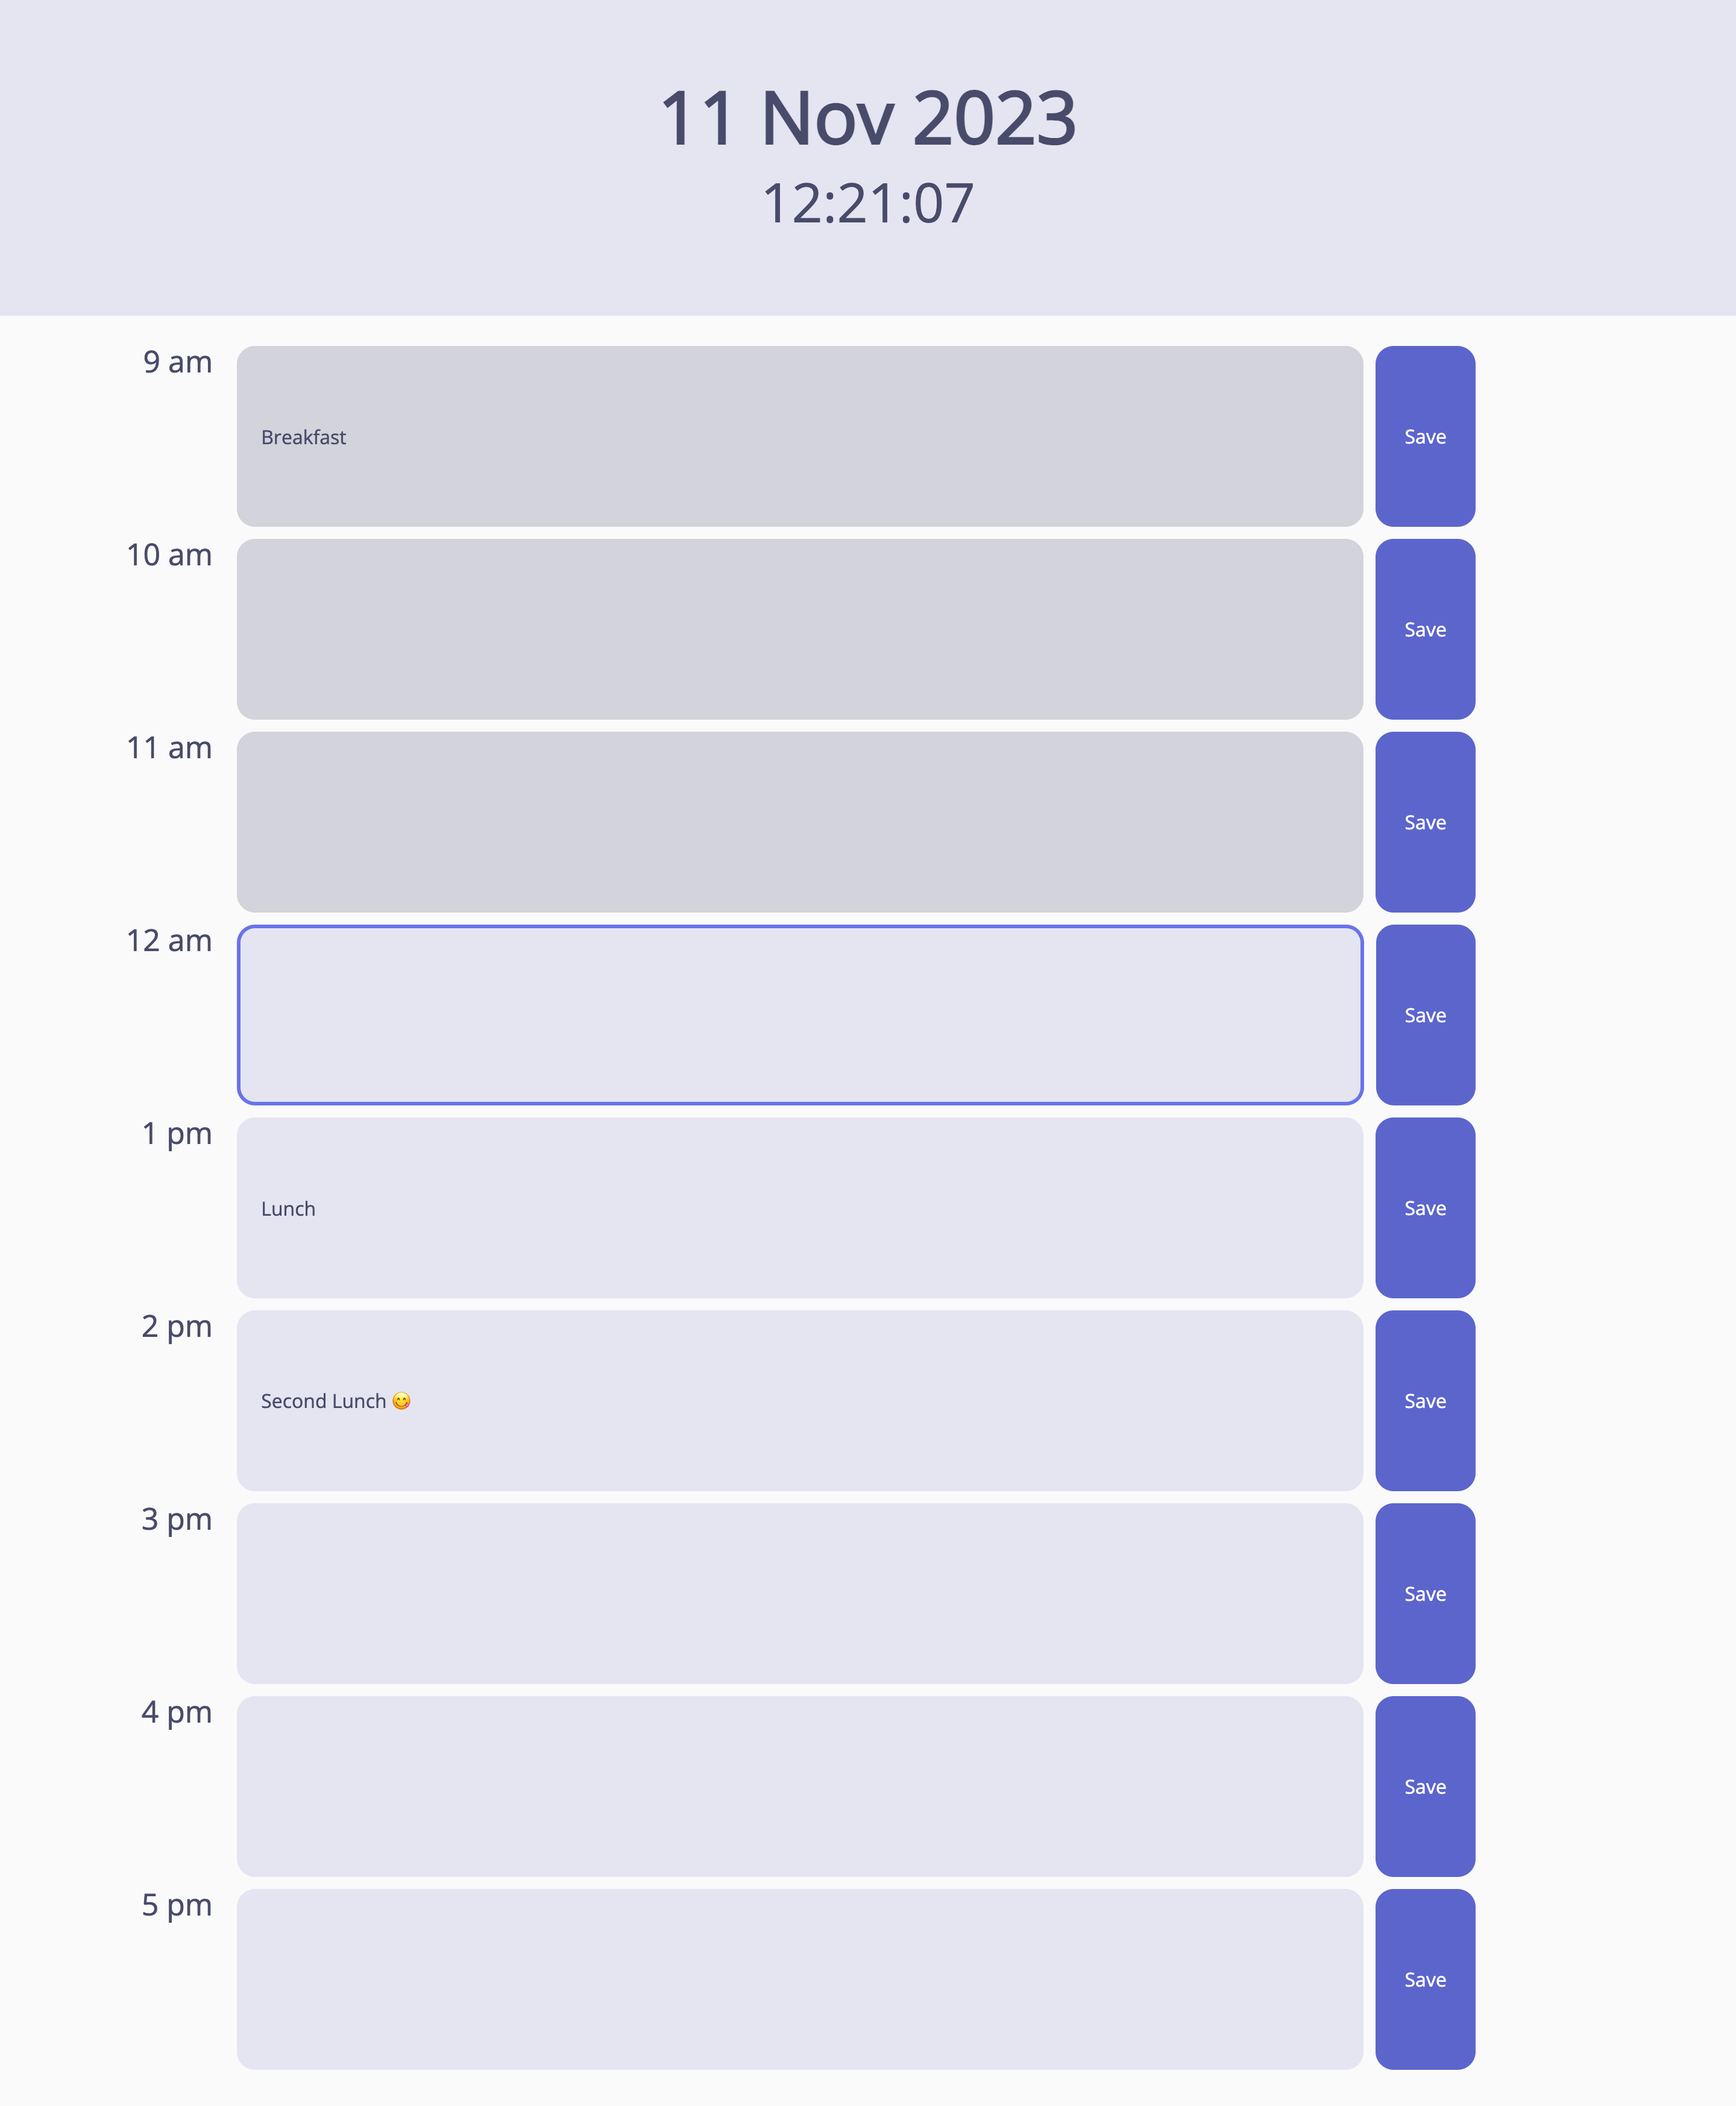 11 Nov 2023
12:21:07
9 am
Breakfast
Save
10 am
Save
11 am
Save
12 am
Save
1 pm
Lunch
Save
2 pm
Second Lunch 😋
Save
3 pm
Save
4 pm
Save
5 pm
Save